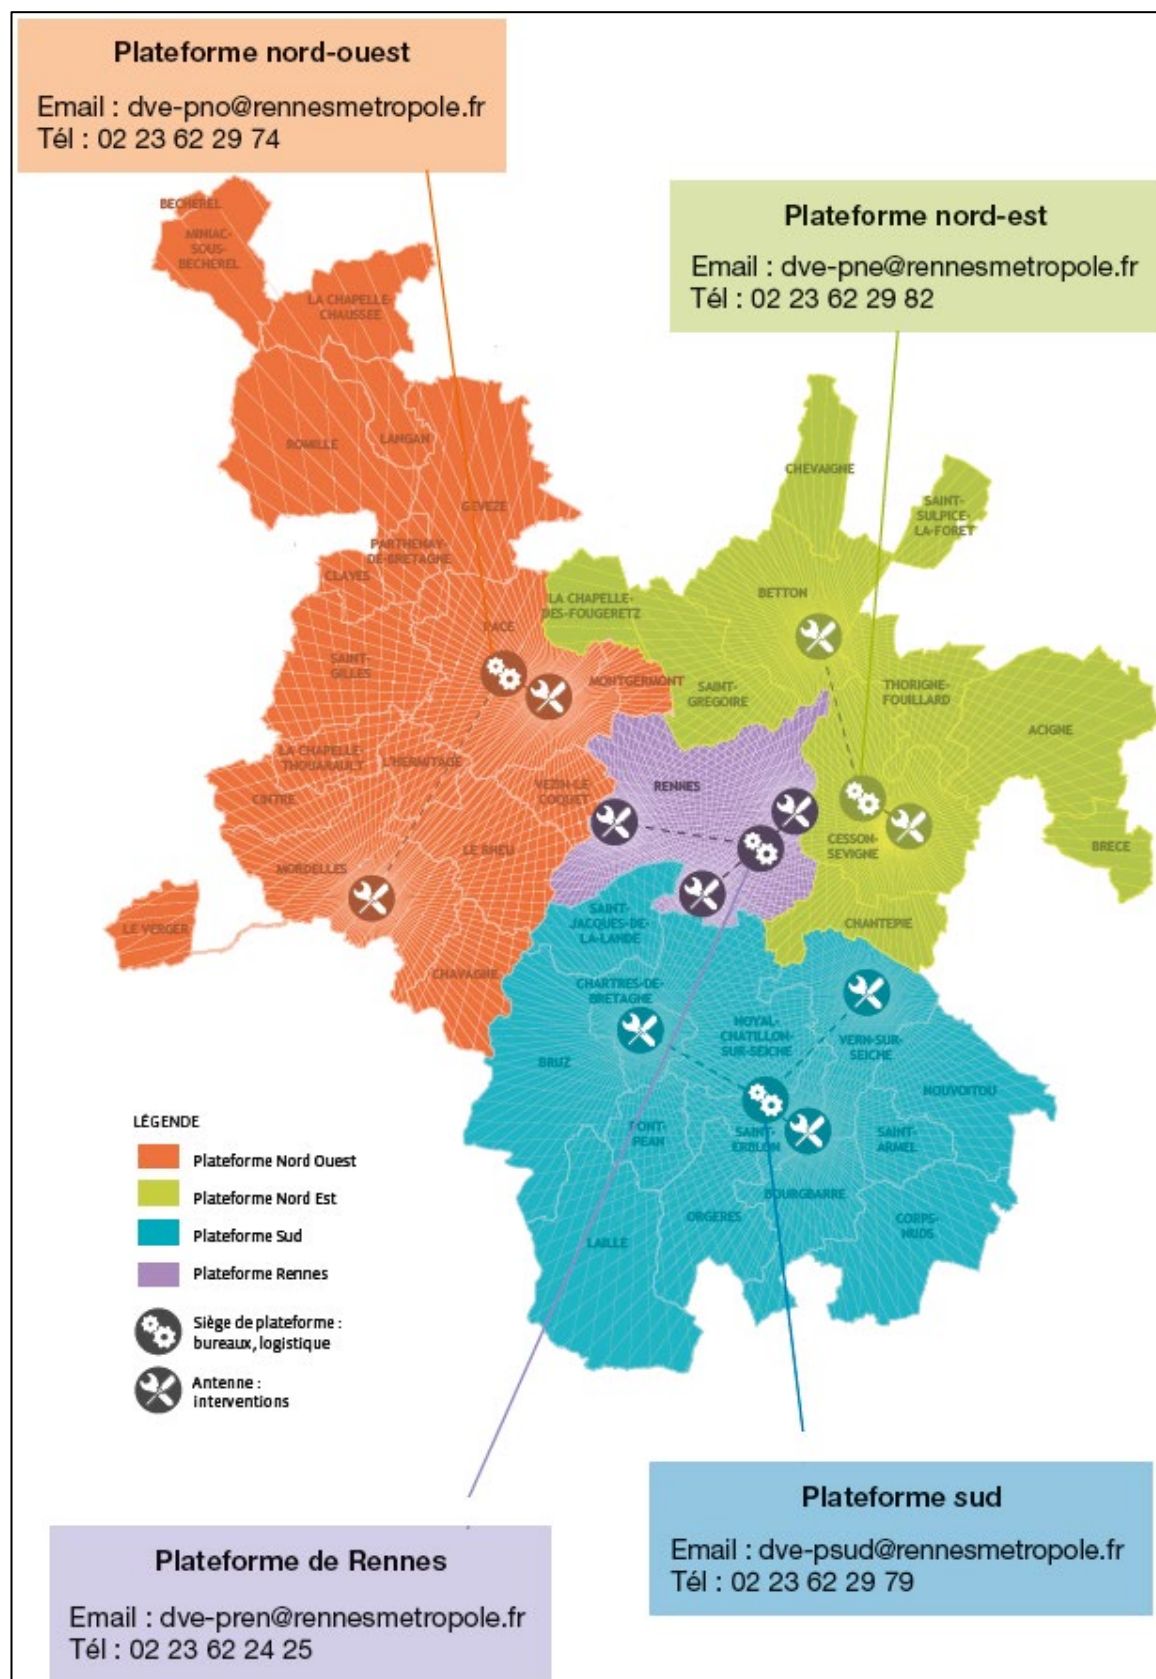 Plateforme nord-ouest
Email : dve-pno@rennesmetropole.fr
Tél : 02 23 62 29 74
Plateforme nord-est
Email : dve-pne@rennesmetropole.fr
Tél : 02 23 62 29 82
BECHEREL
MINIAC-
SOUS-
BECHEREL
LA CHAPELLE-
CHAUSSEE
ROMILLE
LANGAN
GEVEZE
CHEVAIGNE
SAINT-
SULPICE-
LA-FORET
PARTHENAY-
DE-BRETAGNE
CLAYES
LA CHAPELLE-
DES-FOUGERETZ
BETTON
PACE
SAINT-
GILLES
MONTGERMONT
SAINT-
GREGOIRE
THORIGNE-
FOUILLARD
ACIGNE
LA CHAPELLE-
THOUARAULT
L'HERMITAGE
CINTRE
VEZIN-LE-
COQUET
RENNES
CESSON-
SEVIGNE
BRECE
LE RHEU
MORDELLES
LE VERGER
CHAVAGNE
SAINT-
JACQUES-DE-
LA-LANDE
CHANTEPIE
CHARTRES-DE-
BRETAGNE
NOYAL-
CHATILLON-
SUR-SEICHE
VERN-SUR-
SEICHE
BRUZ
NOUVOITOU
PONT-
PEAN
SAINT-
ERBLON
SAINT-
ARMEL
BOURGBARRE
ORGERES
CORPS-
NUDS
LAILLE
LÉGENDE
Plateforme Nord Ouest
Plateforme Nord Est
Plateforme Sud
Plateforme Rennes
Siège de plateforme :
bureaux, logistique
Antenne :
interventions
Plateforme sud
Email : dve-psud@rennesmetropole.fr
Tél : 02 23 62 29 79
Plateforme de Rennes
Email : dve-pren@rennesmetropole.fr
Tél : 02 23 62 24 25